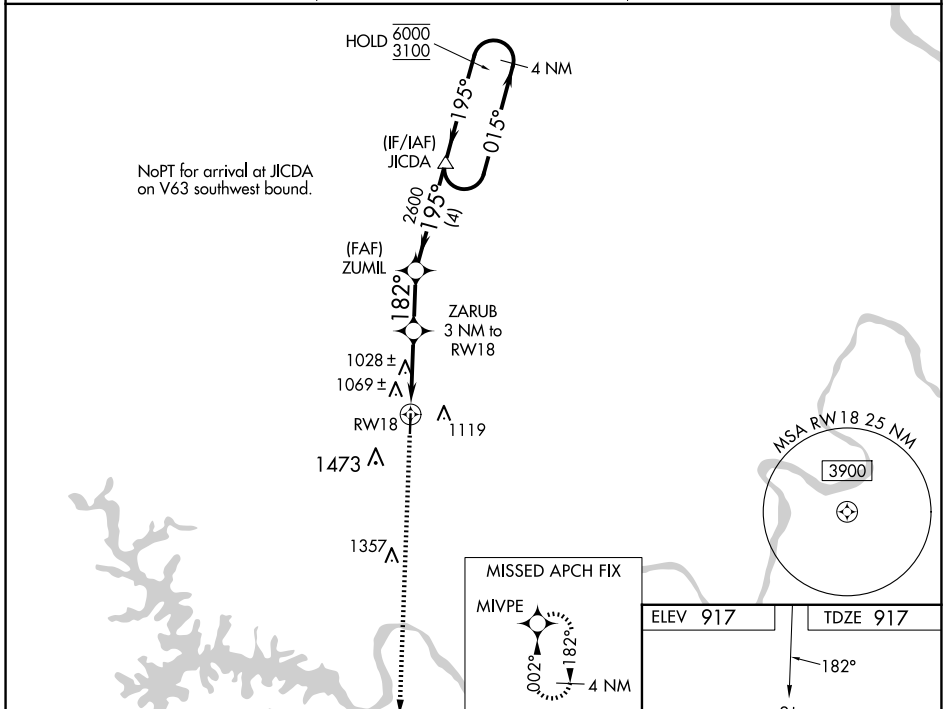 HOLD 6000
3100
4 NM
195°
015°
(IF/IAF)
JICDA
NoPT for arrival at JICDA
on V63 southwest bound.
2600
195°
(4)
(FAF)
ZUMIL
182°
ZARUB
3 NM to
RW18
1028 ±
1069 ±
RW18
1119
1473
MSA RW18 25 NM
3900
1357
MISSED APCH FIX
MIVPE
182°
002°
4 NM
ELEV 917
TDZE 917
182°